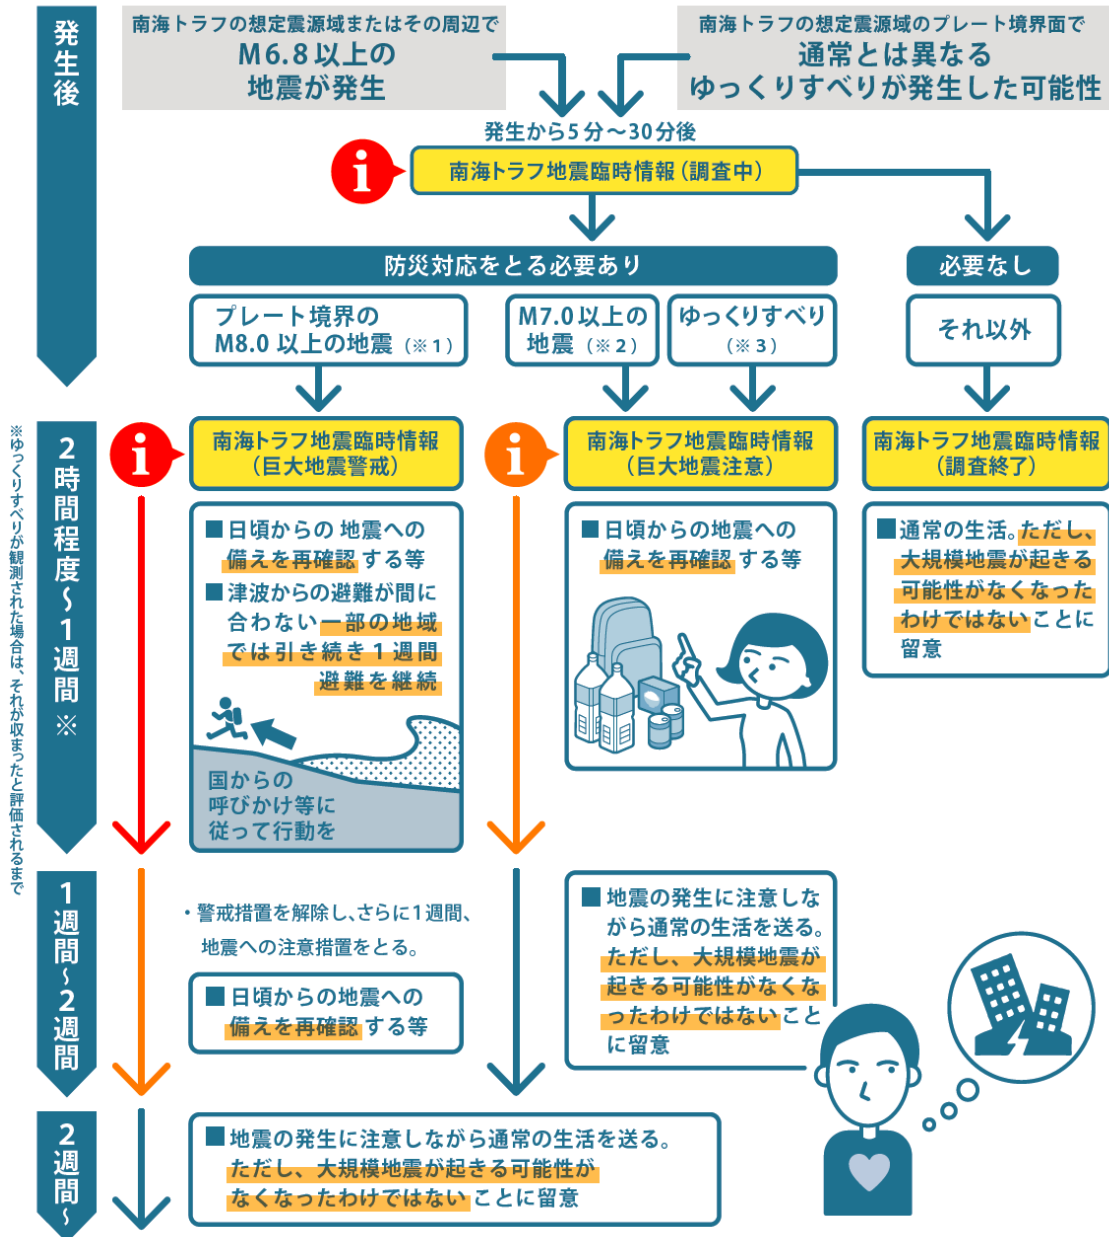 発生後
南海トラフの想定震源域またはその周辺で
M6.8以上の
地震が発生
南海トラフの想定震源域のプレート境界面で
通常とは異なる
ゆっくりすべりが発生した可能性
発生から5分～30分後
i
南海トラフ地震臨時情報(調査中)
防災対応をとる必要あり
必要なし
プレート境界の
M8.0 以上の地震（※1）
M7.0以上の
地震（※2）
ゆっくりすべり
（※3）
それ以外
2時間程度～1週間※
※ゆっくりすべりが観測された場合は、それが収まったと評価されるまで
i
南海トラフ地震臨時情報
（巨大地震警戒）
■日頃からの 地震への
備えを再確認 する等
■津波からの避難が間に
合わない一部の地域
では引き続き1週間
避難を継続
国からの
呼びかけ等に
従って行動を
i
南海トラフ地震臨時情報
（巨大地震注意）
■日頃からの地震への
備えを再確認 する等
南海トラフ地震臨時情報
（調査終了）
■通常の生活。ただし、
大規模地震が起きる
可能性がなくなった
わけではない ことに
留意
1週間～2週間
・警戒措置を解除し、さらに1週間、
地震への注意措置をとる。
■日頃からの地震への
備えを再確認 する等
■地震の発生に注意しな
がら通常の生活を送る。
ただし、大規模地震が
起きる可能性がなくな
ったわけではない こと
に留意
2週間～
■地震の発生に注意しながら通常の生活を送る。
ただし、大規模地震が起きる可能性が
なくなったわけではない ことに留意